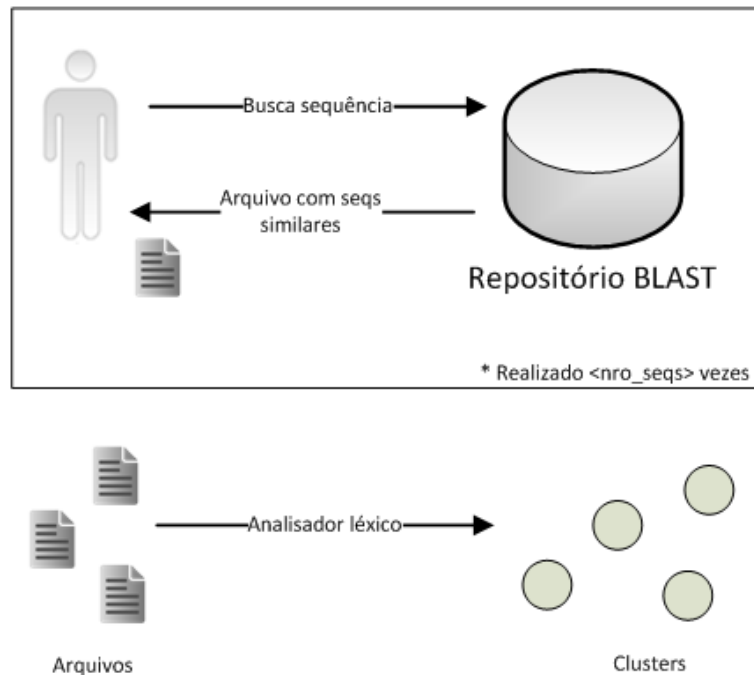 Busca sequência
Arquivo com seqs
similares
Repositório BLAST
* Realizado <nro_seqs> vezes
Analisador léxico
Arquivos
Clusters